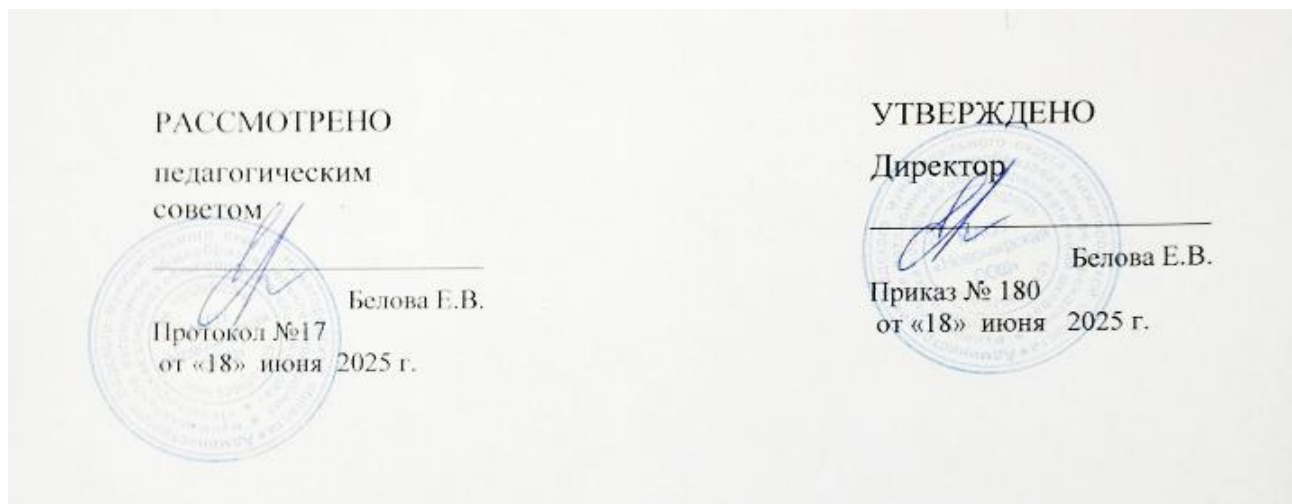 РАССМОТРЕНО
педагогическим
советом
Белова Е.В.
Протокол №17
от «18» июня 2025 г.
УТВЕРЖДЕНО
Директор
Белова Е.В.
Приказ № 180
от «18» июня 2025 г.